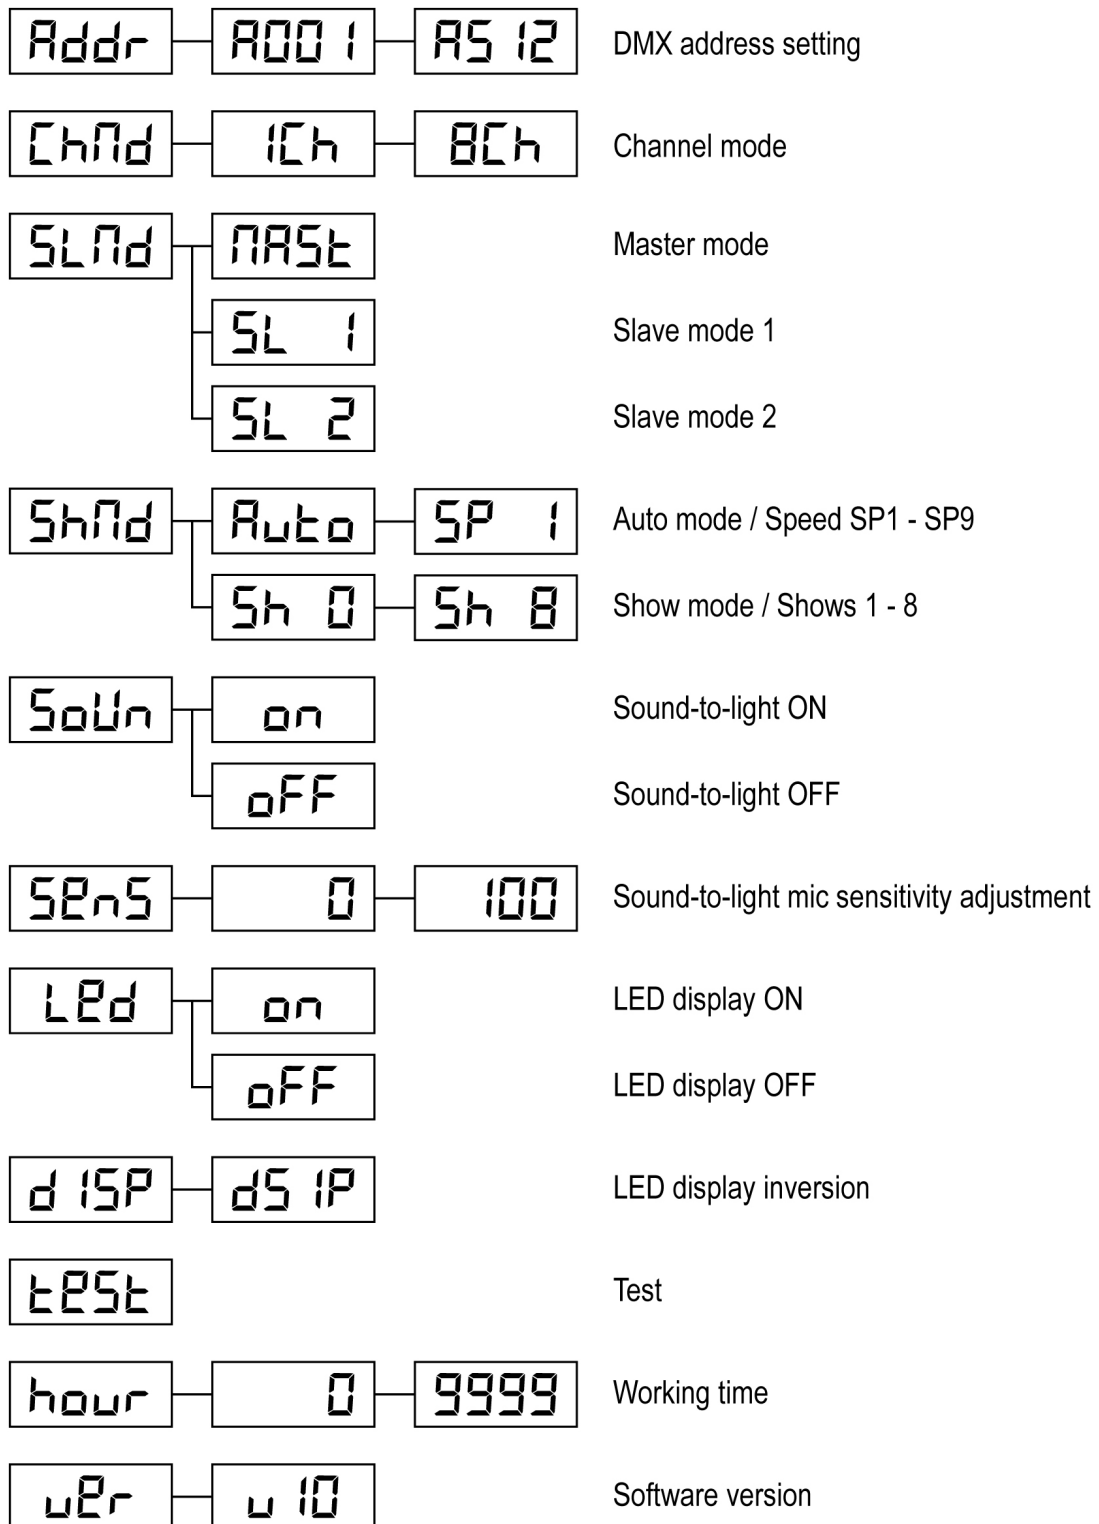 Addr A001 AS12 DMX address setting
ChMd 1Ch 8Ch Channel mode
SLMd MASt Master mode
SL 1 Slave mode 1
SL 2 Slave mode 2
ShMd Auto SP 1 Auto mode / Speed SP1 - SP9
Sh 0 Sh 8 Show mode / Shows 1 - 8
SoUn on Sound-to-light ON
oFF Sound-to-light OFF
SenS 0 100 Sound-to-light mic sensitivity adjustment
Led on LED display ON
oFF LED display OFF
dISP dSIP LED display inversion
teSt Test
hour 0 9999 Working time
ver v10 Software version